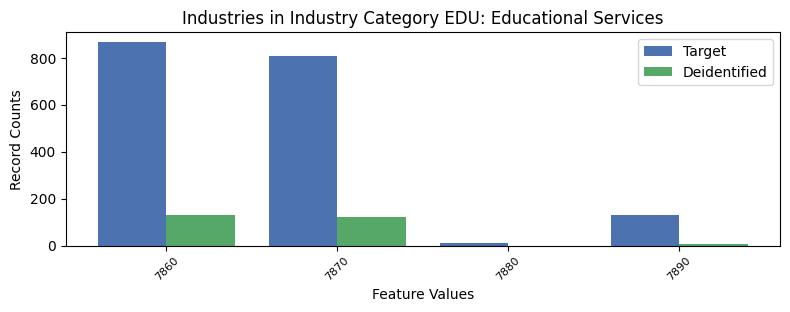 Industries in Industry Category EDU: Educational Services
Target
Deidentified
Record Counts
800
600
400
200
0
7860
7870
7880
7890
Feature Values